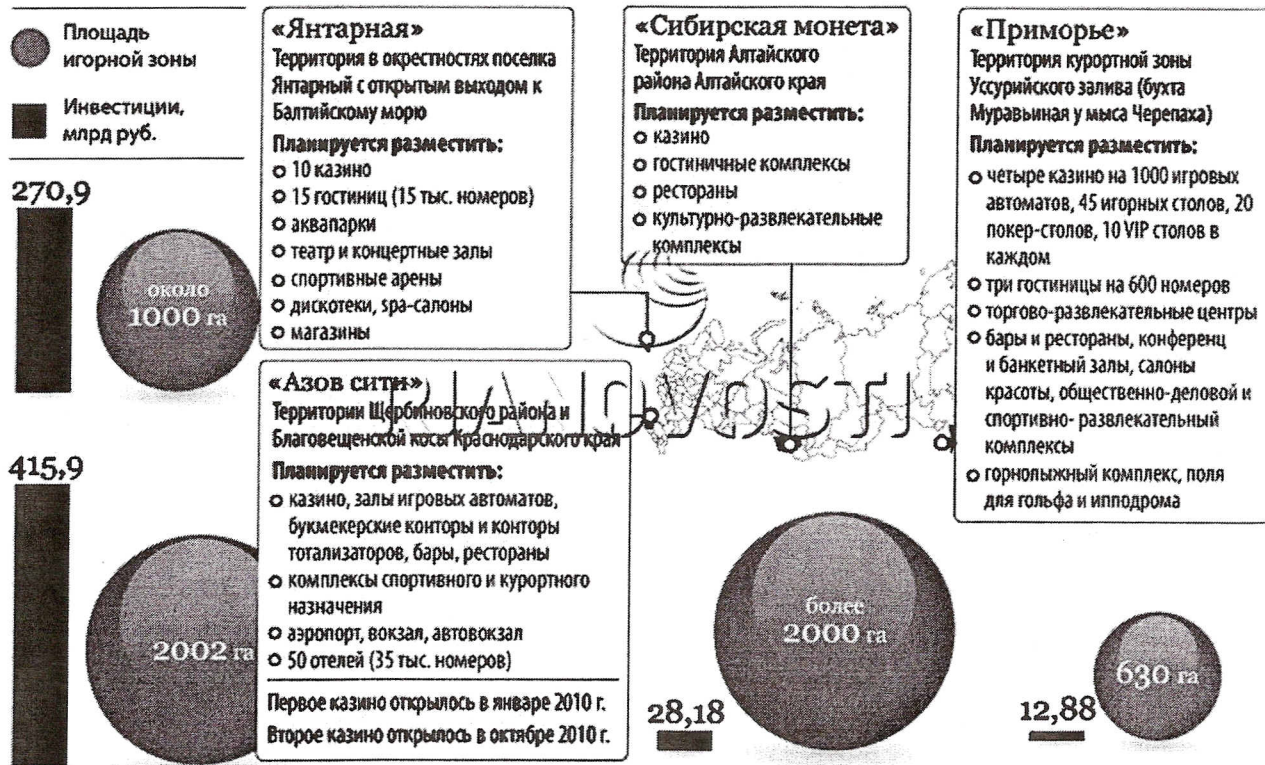 Площадь
игорной зоны
Инвестиции,
млрд руб.
270,9
около
1000 га
«Янтарная»
Территория в окрестностях поселка
Янтарный с открытым выходом к
Балтийскому морю
Планируется разместить:
10 казино
15 гостиниц (15 тыс. номеров)
аквапарки
театр и концертные залы
спортивные арены
дискотеки, spa-салоны
магазины
«Сибирская монета»
Территория Алтайского
района Алтайского края
Планируется разместить:
казино
гостиничные комплексы
рестораны
культурно-развлекательные
комплексы
«Приморье»
Территория курортной зоны
Уссурийского залива (бухта
Муравьиная у мыса Черепаха)
Планируется разместить:
четыре казино на 1000 игровых
автоматов, 45 игорных столов, 20
покер-столов, 10 VIP столов в
каждом
три гостиницы на 600 номеров
торгово-развлекательные центры
бары и рестораны, конференц
и банкетный залы, салоны
красоты, общественно-деловой и
спортивно- развлекательный
комплексы
горнолыжный комплекс, поля
для гольфа и ипподрома
RIANOVOSTI
415,9
2002 га
«Азов сити»
Территории Щербиновского района и
Благовещенской косы Краснодарского края
Планируется разместить:
казино, залы игровых автоматов,
букмекерские конторы и конторы
тотализаторов, бары, рестораны
комплексы спортивного и курортного
назначения
аэропорт, вокзал, автовокзал
50 отелей (35 тыс. номеров)
Первое казино открылось в январе 2010 г.
Второе казино открылось в октябре 2010 г.
28,18
более
2000 га
12,88
630 га